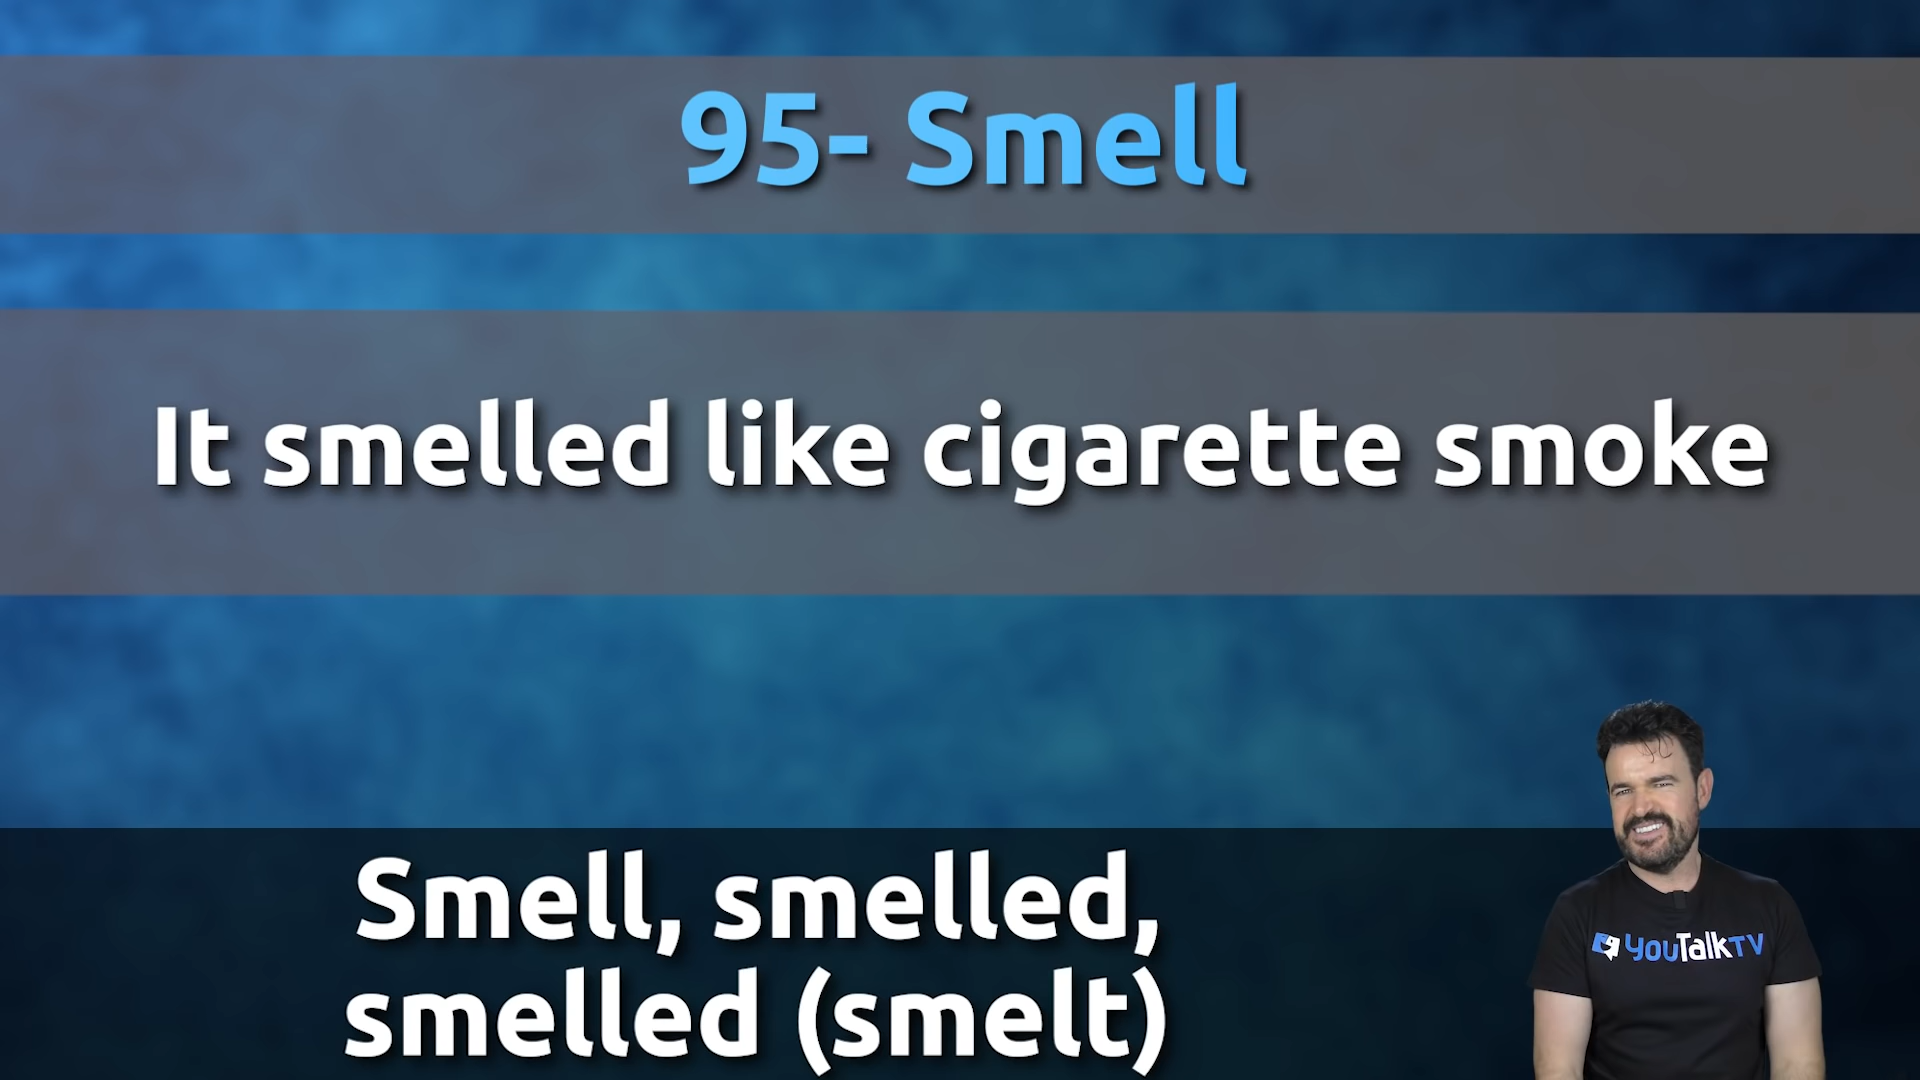 95- Smell
It smelled like cigarette smoke
Smell, smelled,
smelled (smelt)
YouTalkTV